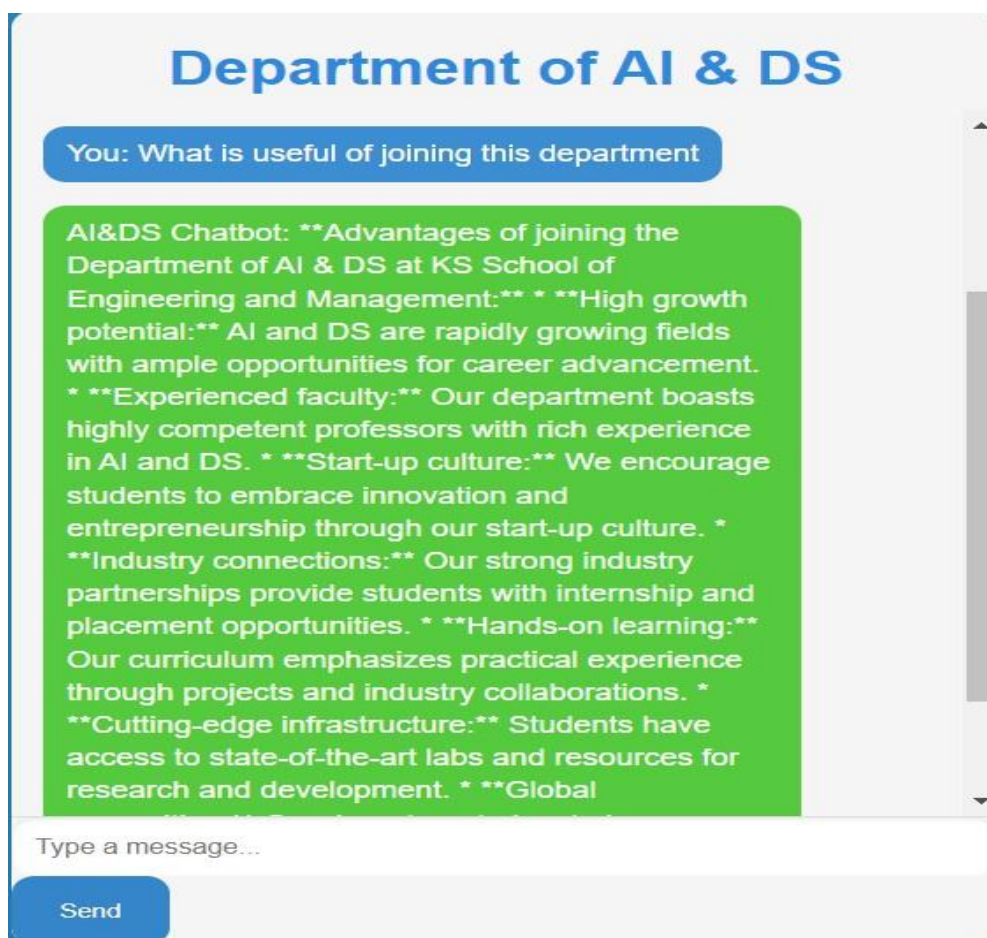 Department of AI & DS
You: What is useful of joining this department
AI&DS Chatbot: **Advantages of joining the
Department of AI & DS at KS School of
Engineering and Management:** * **High growth
potential:** AI and DS are rapidly growing fields
with ample opportunities for career advancement.
* **Experienced faculty:** Our department boasts
highly competent professors with rich experience
in AI and DS. * **Start-up culture:** We encourage
students to embrace innovation and
entrepreneurship through our start-up culture. *
**Industry connections:** Our strong industry
partnerships provide students with internship and
placement opportunities. * **Hands-on learning:**
Our curriculum emphasizes practical experience
through projects and industry collaborations. *
**Cutting-edge infrastructure:** Students have
access to state-of-the-art labs and resources for
research and development. * **Global
Type a message...
Send